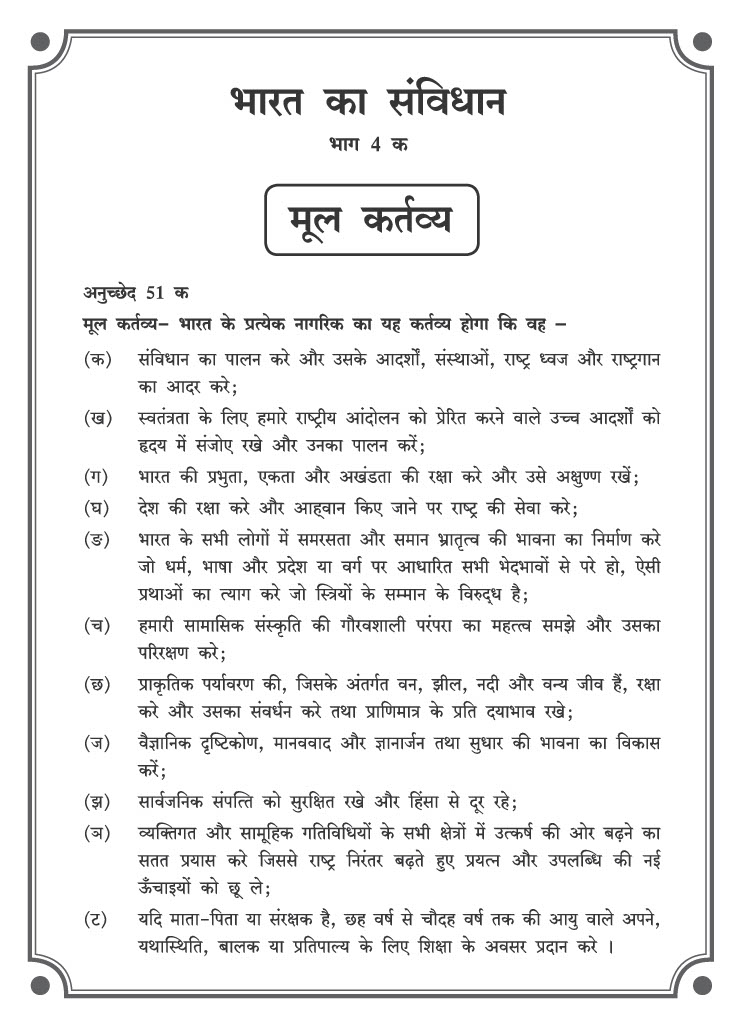 भारत का संविधान
भाग 4 क
मूल कर्तव्य
अनुच्छेद 51 क
मूल कर्तव्य- भारत के प्रत्येक नागरिक का यह कर्तव्य होगा कि वह –
(क) संविधान का पालन करे और उसके आदर्शों, संस्थाओं, राष्ट्र ध्वज और राष्ट्रगान
का आदर करे;
(ख) स्वतंत्रता के लिए हमारे राष्ट्रीय आंदोलन को प्रेरित करने वाले उच्च आदर्शों को
हृदय में संजोए रखे और उनका पालन करें;
(ग) भारत की प्रभुता, एकता और अखंडता की रक्षा करे और उसे अक्षुण्ण रखें;
(घ) देश की रक्षा करे और आह्वान किए जाने पर राष्ट्र की सेवा करे;
(ङ) भारत के सभी लोगों में समरसता और समान भ्रातृत्व की भावना का निर्माण करे
जो धर्म, भाषा और प्रदेश या वर्ग पर आधारित सभी भेदभावों से परे हो, ऐसी
प्रथाओं का त्याग करे जो स्त्रियों के सम्मान के विरुद्ध है;
(च) हमारी सामासिक संस्कृति की गौरवशाली परंपरा का महत्त्व समझे और उसका
परिरक्षण करे;
(छ) प्राकृतिक पर्यावरण की, जिसके अंतर्गत वन, झील, नदी और वन्य जीव हैं, रक्षा
करे और उसका संवर्धन करे तथा प्राणिमात्र के प्रति दयाभाव रखे;
(ज) वैज्ञानिक दृष्टिकोण, मानववाद और ज्ञानार्जन तथा सुधार की भावना का विकास
करें;
(झ) सार्वजनिक संपत्ति को सुरक्षित रखे और हिंसा से दूर रहे;
(ञ) व्यक्तिगत और सामूहिक गतिविधियों के सभी क्षेत्रों में उत्कर्ष की ओर बढ़ने का
सतत प्रयास करे जिससे राष्ट्र निरंतर बढ़ते हुए प्रयत्न और उपलब्धि की नई
ऊँचाइयों को छू ले;
(ट) यदि माता-पिता या संरक्षक है, छह वर्ष से चौदह वर्ष तक की आयु वाले अपने,
यथास्थिति, बालक या प्रतिपाल्य के लिए शिक्षा के अवसर प्रदान करे ।